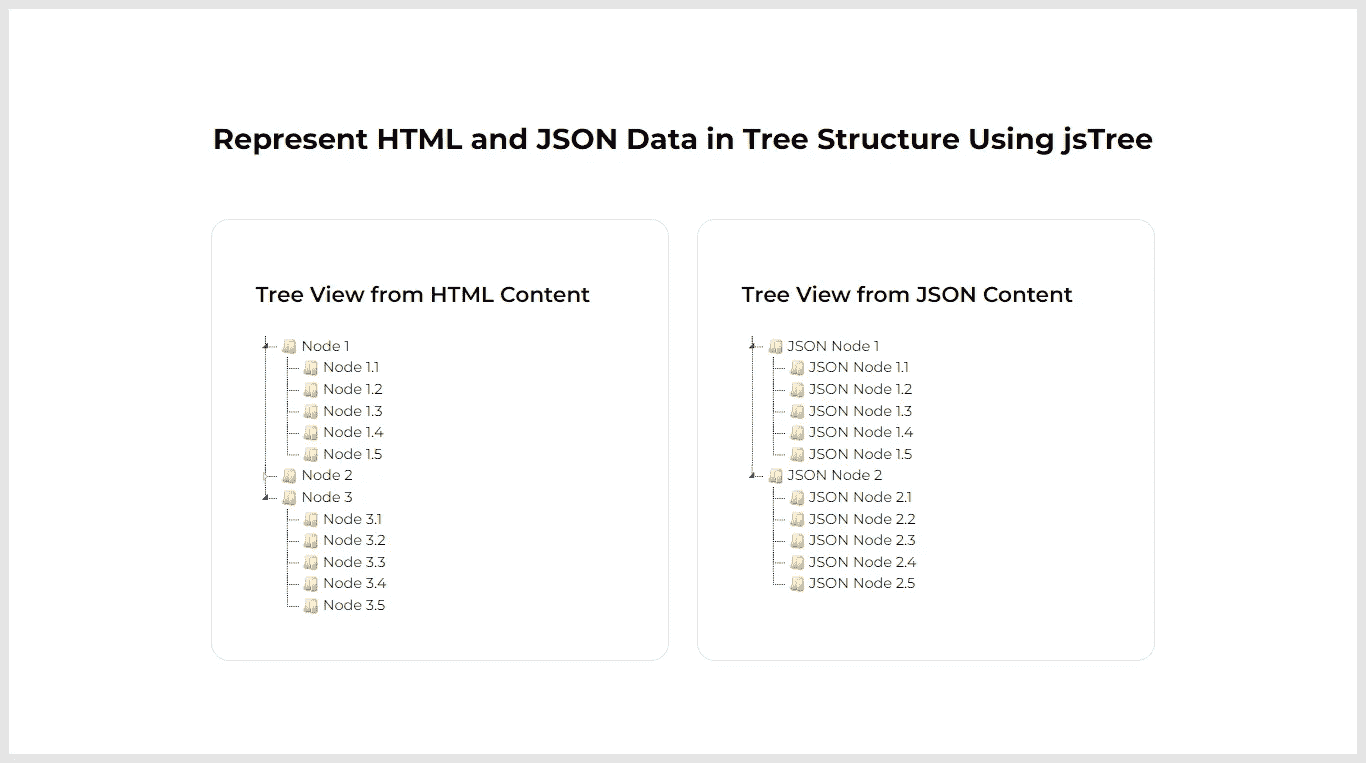 Represent HTML and JSON Data in Tree Structure Using jsTree
Tree View from HTML Content
Node 1
Node 1.1
Node 1.2
Node 1.3
Node 1.4
Node 1.5
Node 2
Node 3
Node 3.1
Node 3.2
Node 3.3
Node 3.4
Node 3.5
Tree View from JSON Content
JSON Node 1
JSON Node 1.1
JSON Node 1.2
JSON Node 1.3
JSON Node 1.4
JSON Node 1.5
JSON Node 2
JSON Node 2.1
JSON Node 2.2
JSON Node 2.3
JSON Node 2.4
JSON Node 2.5